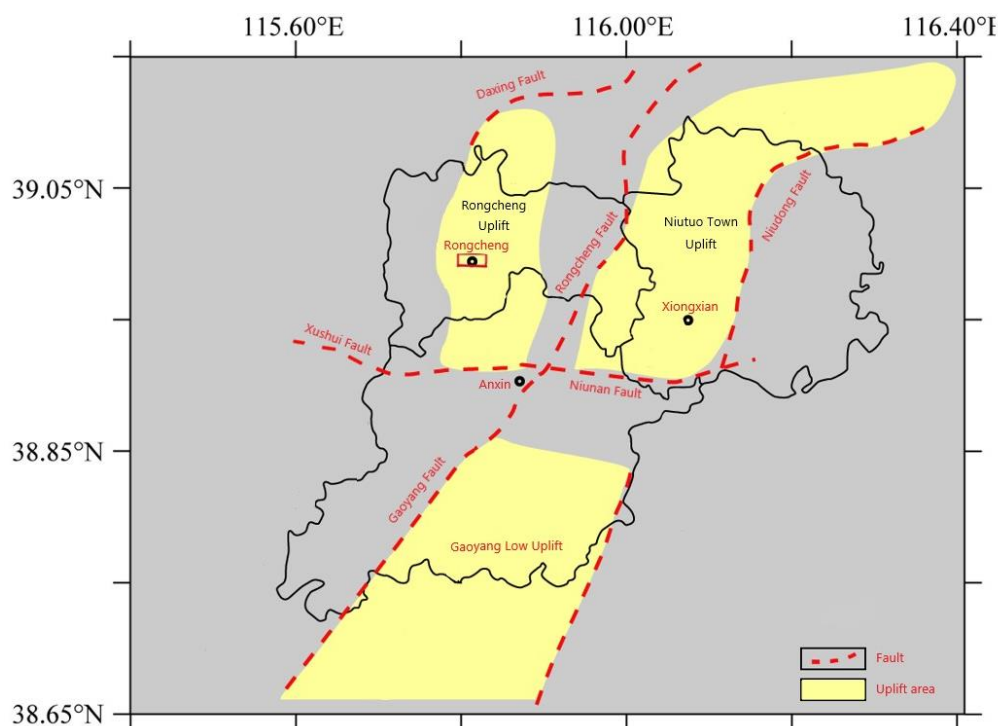 115.60°E
116.00°E
116.40°E
Daxing Fault
39.05°N
Rongcheng
Uplift
Rongcheng
Rongcheng Fault
Niutuo Town
Uplift
Niudong Fault
Xiongxian
Xushui Fault
Anxin
Niunan Fault
38.85°N
Gaoyang Fault
Gaoyang Low Uplift
Fault
Uplift area
38.65°N